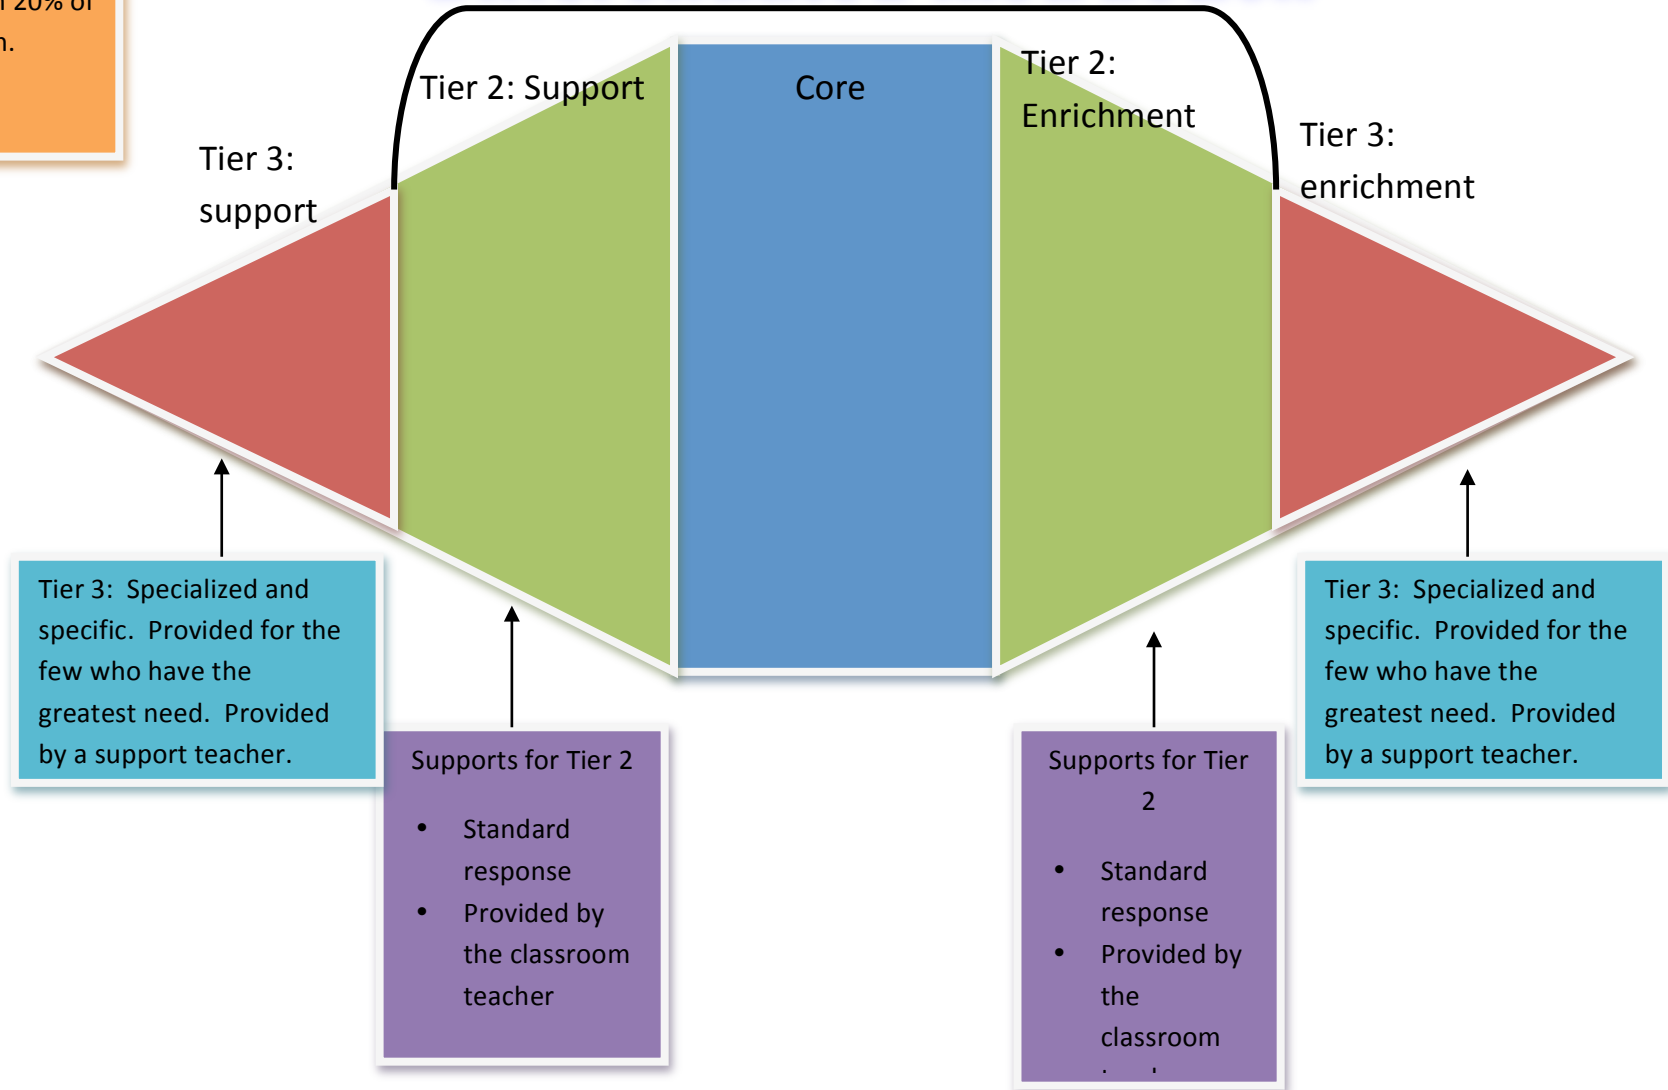 20% of
Tier 2: Support
Core
Tier 2:
Enrichment
Tier 3:
support
Tier 3:
enrichment
Tier 3: Specialized and
specific. Provided for the
few who have the
greatest need. Provided
by a support teacher.
Supports for Tier 2
• Standard
response
• Provided by
the classroom
teacher
Supports for Tier
2
• Standard
response
• Provided by
the
classroom
Tier 3: Specialized and
specific. Provided for the
few who have the
greatest need. Provided
by a support teacher.